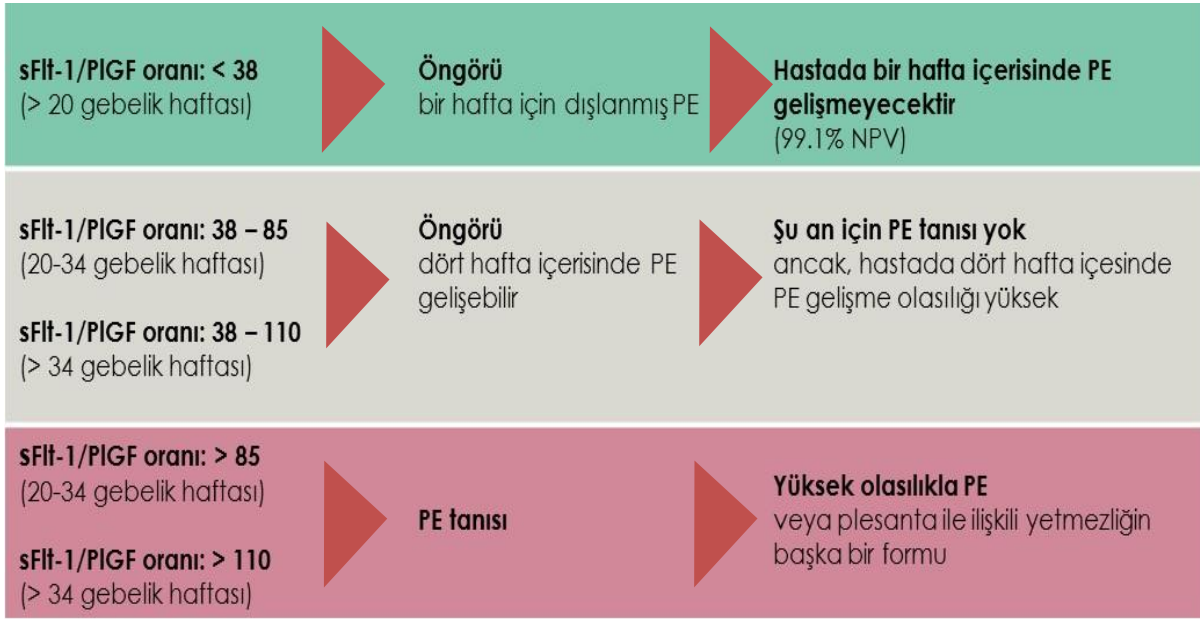 sFlt-1/PlGF oranı: < 38
(> 20 gebelik haftası)
Öngörü
bir hafta için dışlanmış PE
Hastada bir hafta içerisinde PE
gelişmeyecektir
(99.1% NPV)
sFlt-1/PlGF oranı: 38 – 85
(20-34 gebelik haftası)
sFlt-1/PlGF oranı: 38 – 110
(> 34 gebelik haftası)
Öngörü
dört hafta içerisinde PE
gelişebilir
Şu an için PE tanısı yok
ancak, hastada dört hafta içesinde
PE gelişme olasılığı yüksek
sFlt-1/PlGF oranı: > 85
(20-34 gebelik haftası)
sFlt-1/PlGF oranı: > 110
(> 34 gebelik haftası)
PE tanısı
Yüksek olasılıkla PE
veya plesanta ile ilişkili yetmezliğin
başka bir formu